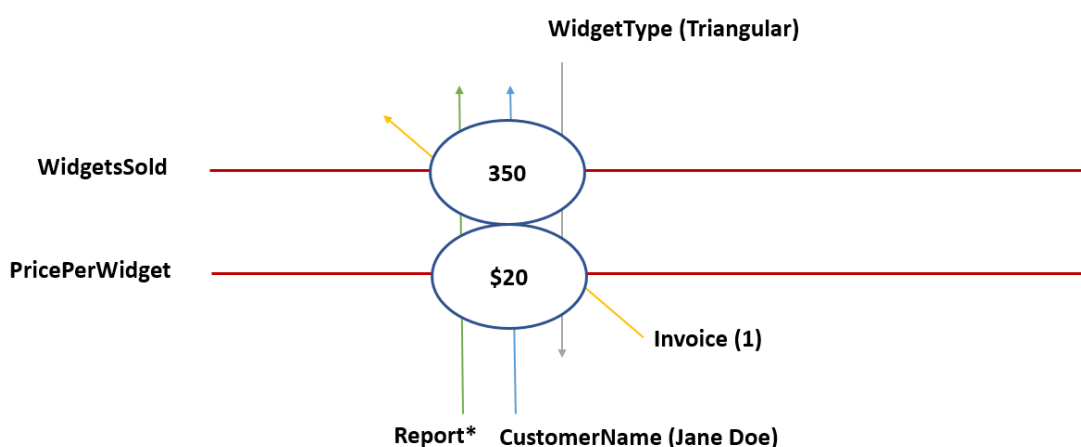 WidgetType (Triangular)
WidgetsSold
350
PricePerWidget
$20
Invoice (1)
Report*
CustomerName (Jane Doe)